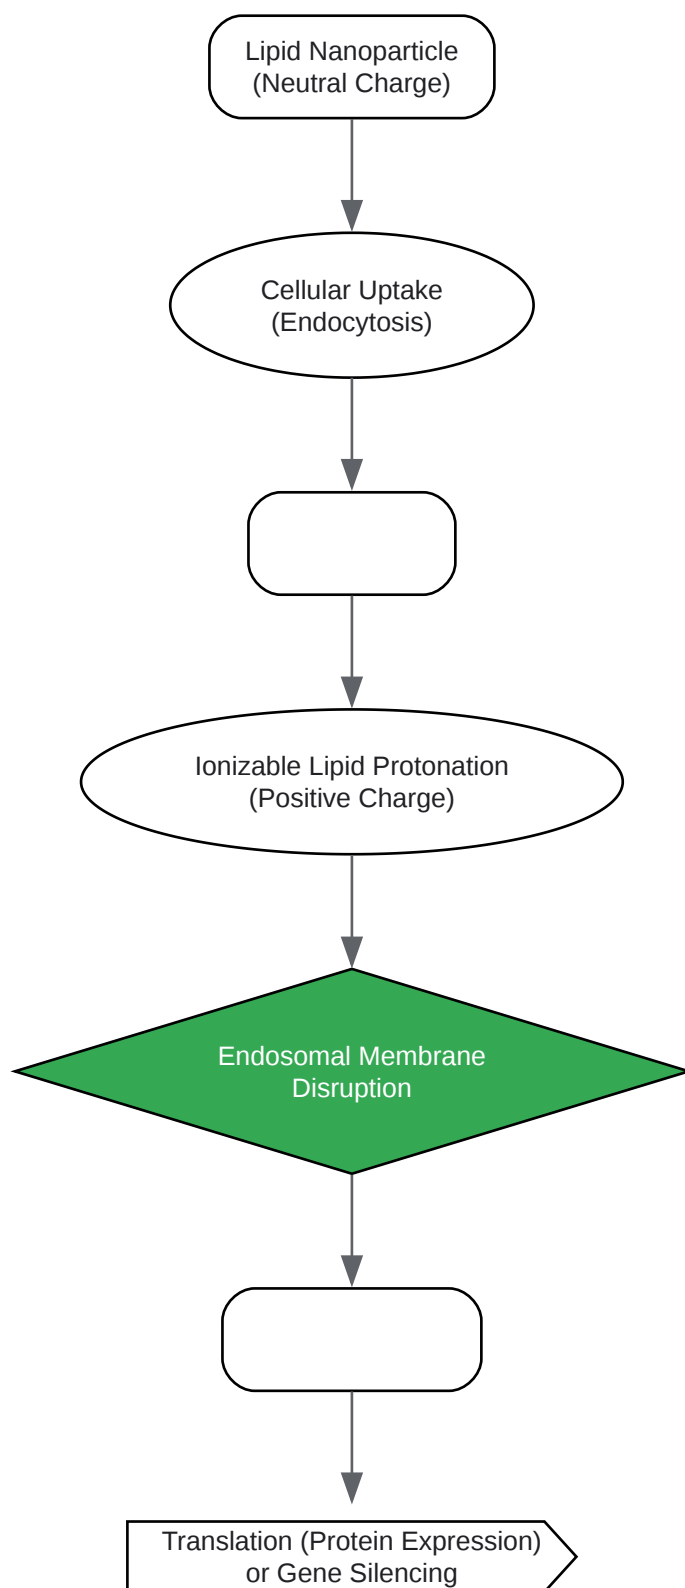 Lipid Nanoparticle
(Neutral Charge)
Cellular Uptake
(Endocytosis)
Ionizable Lipid Protonation
(Positive Charge)
Endosomal Membrane
Disruption
Translation (Protein Expression)
or Gene Silencing